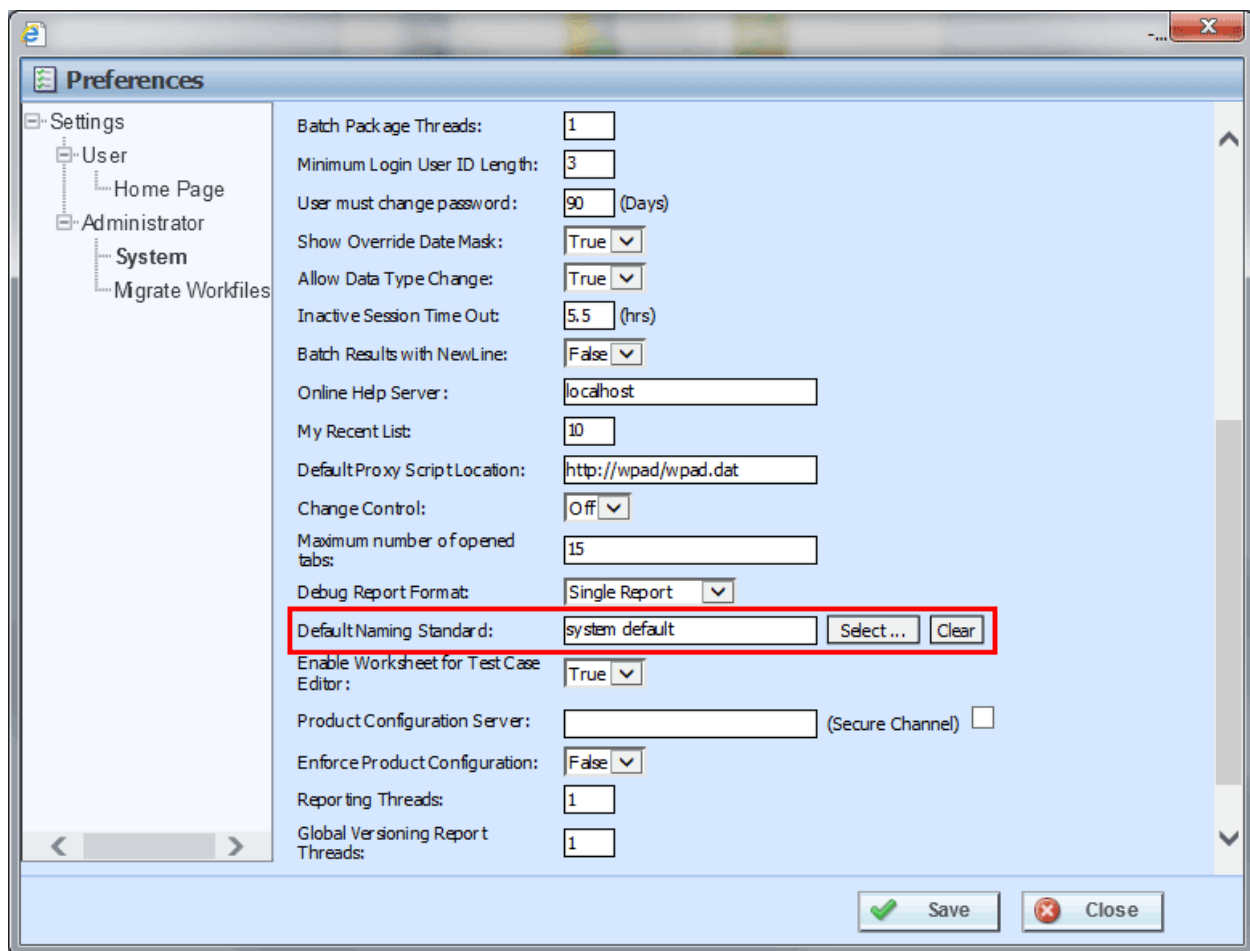 -...
Preferences
Settings
User
Home Page
Administrator
System
Migrate Workfiles
Batch Package Threads: 1
Minimum Login User ID Length: 3
User must change password: 90 (Days)
Show Override Date Mask: True
Allow Data Type Change: True
Inactive Session Time Out: 5.5 (hrs)
Batch Results with NewLine: False
Online Help Server: localhost
My Recent List: 10
Default Proxy Script Location: http://wpad/wpad.dat
Change Control: Off
Maximum number of opened
tabs: 15
Debug Report Format: Single Report
Default Naming Standard: system default Select ... Clear
Enable Worksheet for Test Case
Editor: True
Product Configuration Server: (Secure Channel)
Enforce Product Configuration: False
Reporting Threads: 1
Global Versioning Report
Threads: 1
Save Close